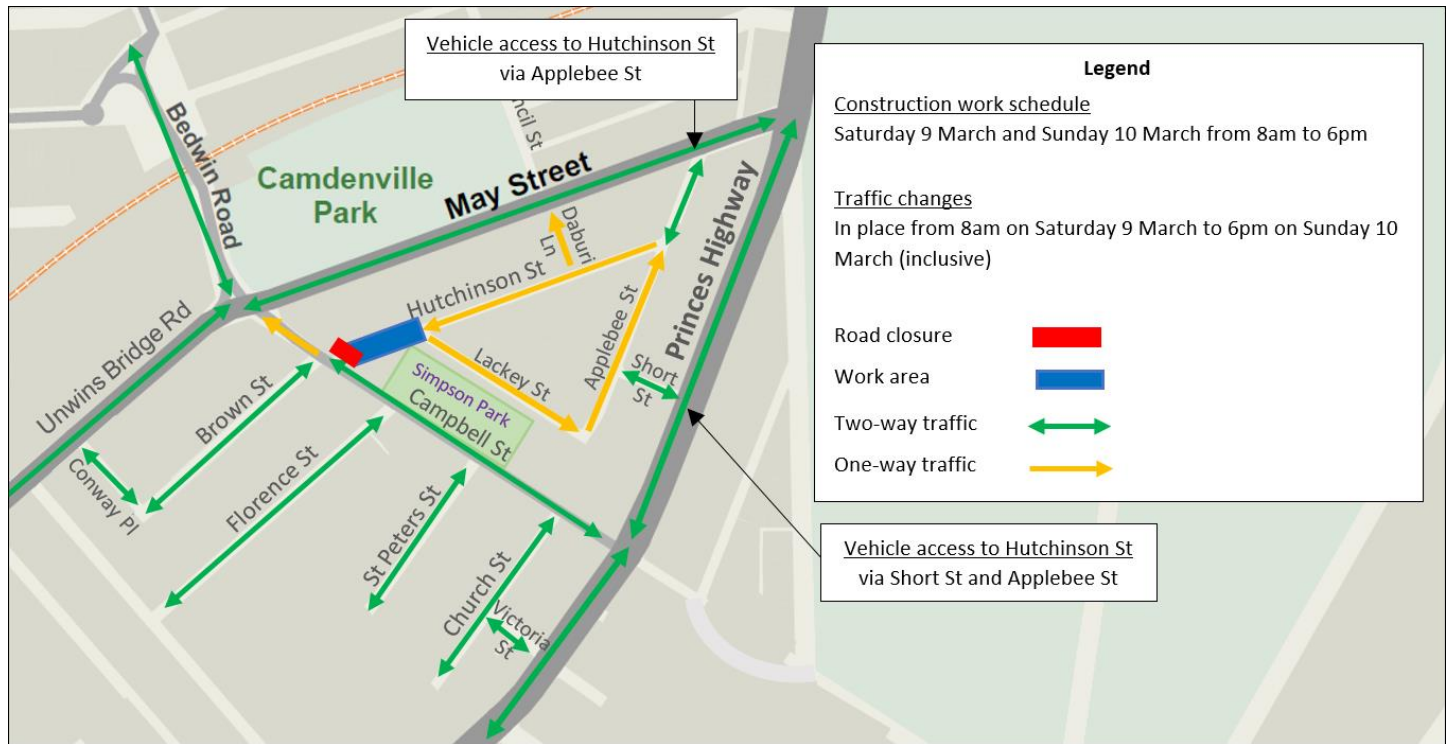 Vehicle access to Hutchinson St
via Applebee St
Legend
Construction work schedule
Saturday 9 March and Sunday 10 March from 8am to 6pm
Traffic changes
In place from 8am on Saturday 9 March to 6pm on Sunday 10
March (inclusive)
Road closure
Work area
Two-way traffic
One-way traffic
Vehicle access to Hutchinson St
via Short St and Applebee St
Bedwin Road
Camdenville
Park
May Street
ncil St
Princes Highway
Daburi
Ln
Hutchinson St
Applebee St
Short
St
Lackey St
Simpson Park
Campbell St
Unwins Bridge Rd
Brown St
Conway Pl
Florence St
St Peters St
Church St
Victoria
St